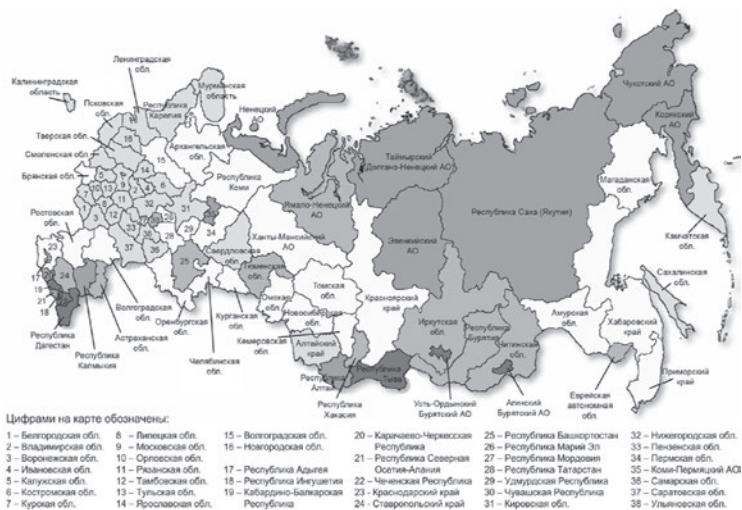 Ленинградская
обл.
Калининградская
область
Псковская
обл.
Республика
Карелия
Мурманская
область
Ненецкий
АО
Тверская обл.
Смоленская обл.
Брянская обл.
Архангельская
обл.
Республика
Коми
Ростовская
обл.
Таймырский
(Долгано-Ненецкий АО)
Чукотский АО
Корякский
АО
Ямало-Ненецкий
АО
Республика Саха (Якутия)
Магаданская
обл.
Ханты-Мансийский
АО
Свердловская
обл.
Эвенкийский
АО
Камчатская
обл.
Тюменская
обл.
Томская
обл.
Красноярский
край
Сахалинская
обл.
Омская
обл.
Новосибирская
обл.
Иркутская
обл.
Республика
Бурятия
Читинская
обл.
Амурская
обл.
Хабаровский
край
Алтайский
край
Волгоградская
обл.
Оренбургская
обл.
Курганская
обл.
Кемеровская
обл.
Республика
Дагестан
Астраханская
обл.
Республика
Калмыкия
Челябинская
обл.
Республика
Алтай
Республика
Тыва
Республика
Хакасия
Усть-Ордынский
Бурятский АО
Агинский
Бурятский АО
Еврейская
автономная обл.
Приморский
край
Цифрами на карте обозначены:
1 – Белгородская обл.
2 – Владимирская обл.
3 – Воронежская обл.
4 – Ивановская обл.
5 – Калужская обл.
6 – Костромская обл.
7 – Курская обл.
8 – Липецкая обл.
9 – Московская обл.
10 – Орловская обл.
11 – Рязанская обл.
12 – Тамбовская обл.
13 – Тульская обл.
14 – Ярославская обл.
15 – Волгоградская обл.
16 – Новгородская обл.
17 – Республика Адыгея
18 – Республика Ингушетия
19 – Кабардино-Балкарская
Республика
20 – Карачаево-Черкесская
Республика
21 – Республика Северная
Осетия-Алания
22 – Чеченская Республика
23 - Краснодарский край
24 – Ставропольский край
25 – Республика Башкортостан
26 – Республика Марий Эл
27 – Республика Мордовия
28 – Республика Татарстан
29 – Удмурдская Республика
30 – Чувашская Республика
31 – Кировская обл.
32 – Нижегородская обл.
33 – Пензенская обл.
34 – Пермская обл.
35 – Коми-Пермяцкий АО
36 – Самарская обл.
37 – Саратовская обл.
38 – Ульяновская обл.